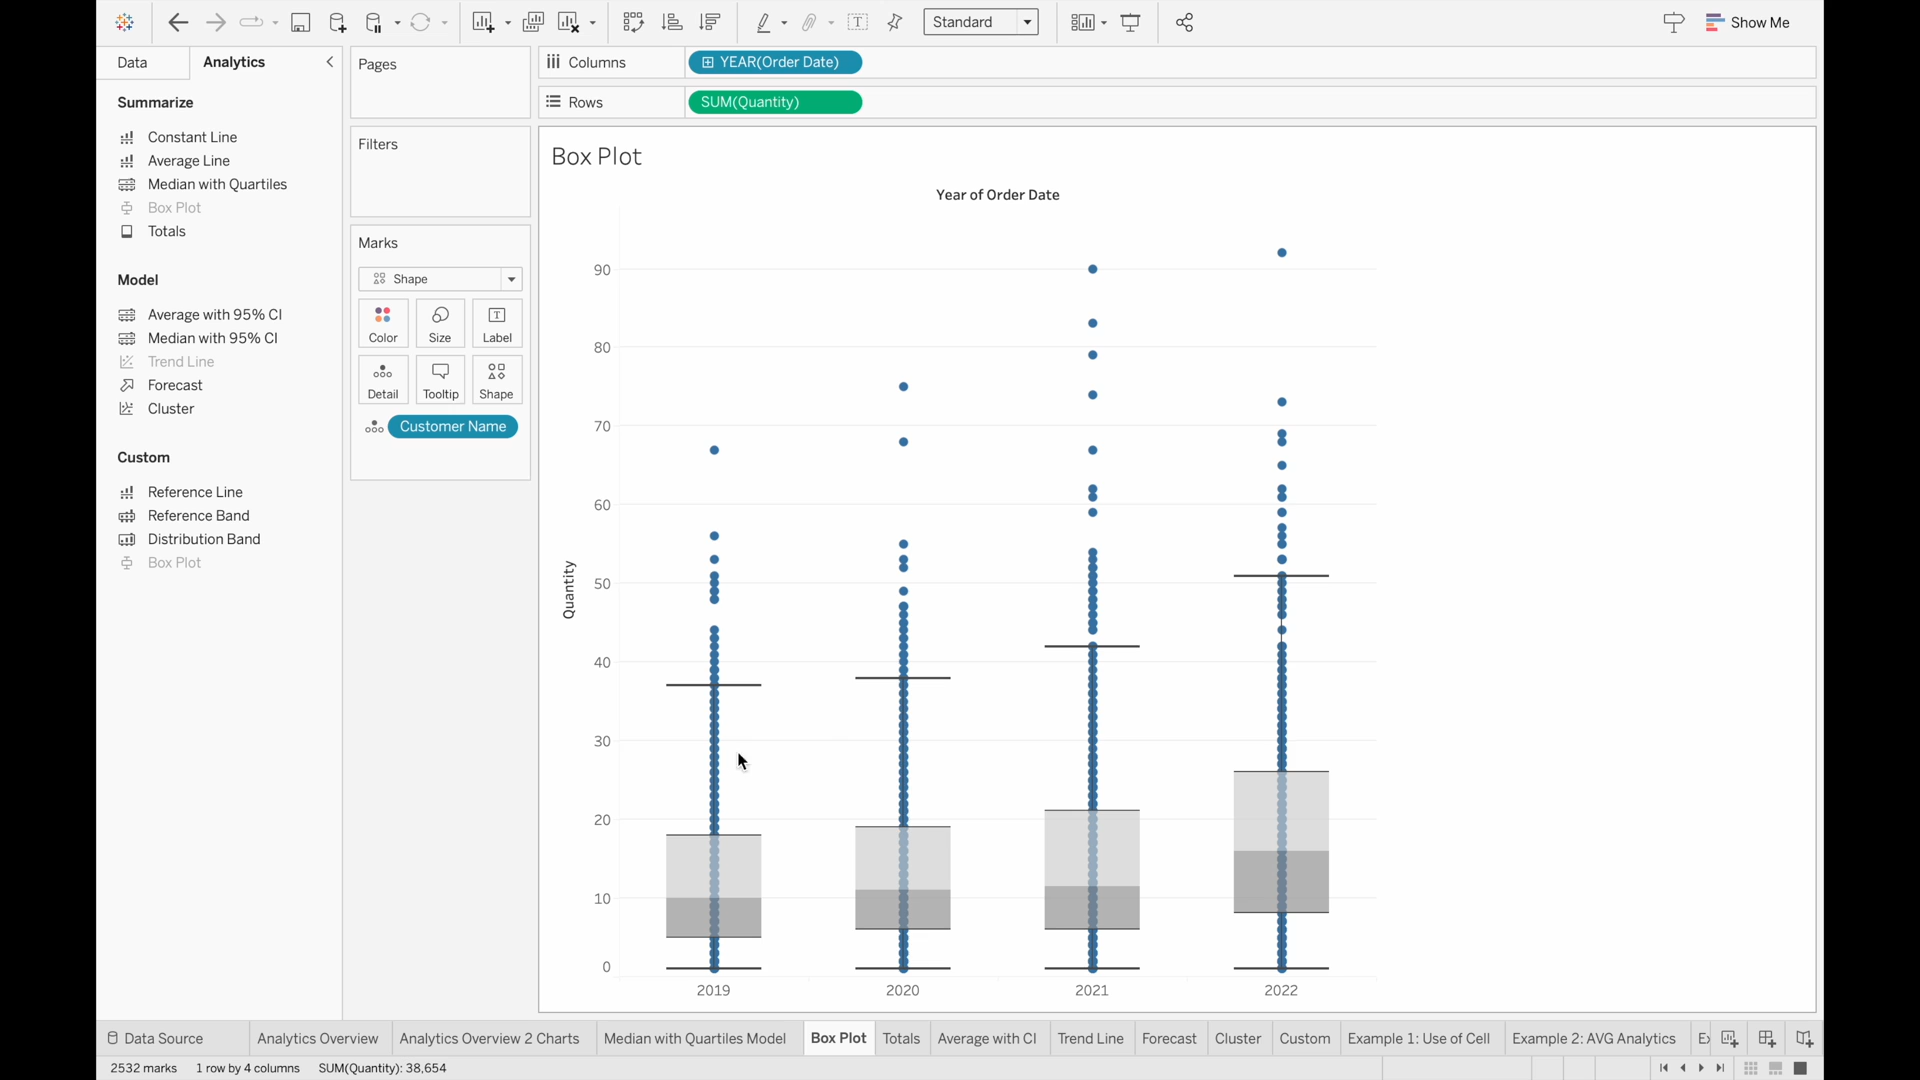 Standard
Show Me
Data
Analytics
Summarize
Constant Line
Average Line
Median with Quartiles
Box Plot
Totals
Model
Average with 95% CI
Median with 95% CI
Trend Line
Forecast
Cluster
Custom
Reference Line
Reference Band
Distribution Band
Box Plot
Pages
Filters
Marks
Shape
Color
Size
Label
Detail
Tooltip
Shape
Customer Name
Columns
YEAR(Order Date)
Rows
SUM(Quantity)
Box Plot
Year of Order Date
Quantity
90
80
70
60
50
40
30
20
10
0
2019
2020
2021
2022
Data Source
Analytics Overview
Analytics Overview 2 Charts
Median with Quartiles Model
Box Plot
Totals
Average with CI
Trend Line
Forecast
Cluster
Custom
Example 1: Use of Cell
Example 2: AVG Analytics
2532 marks
1 row by 4 columns
SUM(Quantity): 38,654